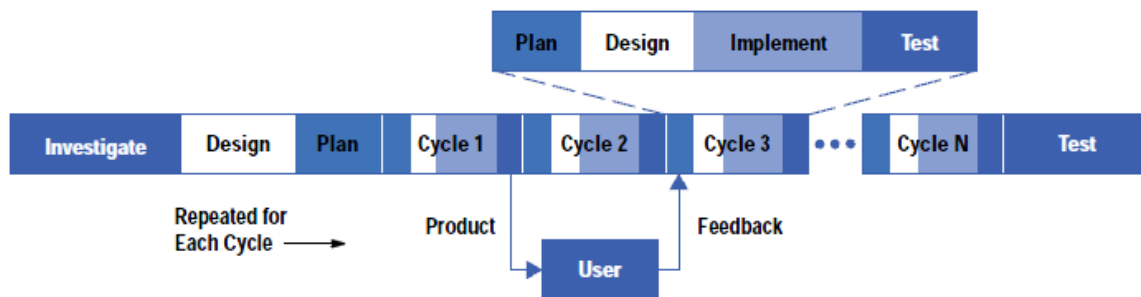 Plan Design Implement Test
Investigate Design Plan Cycle 1 Cycle 2 Cycle 3 Cycle N Test
Repeated for
Each Cycle
Product
Feedback
User